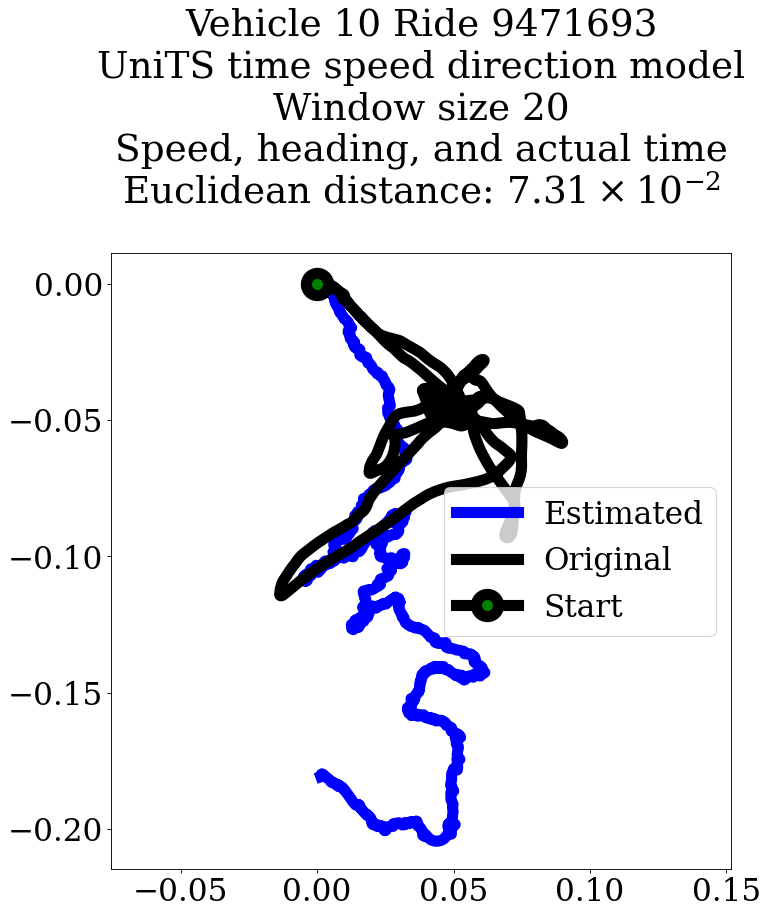 Vehicle 10 Ride 9471693
UniTS time speed direction model
Window size 20
Speed, heading, and actual time
Euclidean distance: 7.31 × 10⁻²
0.00
−0.05
−0.10
−0.15
−0.20
Estimated
Original
Start
−0.05 0.00 0.05 0.10 0.15